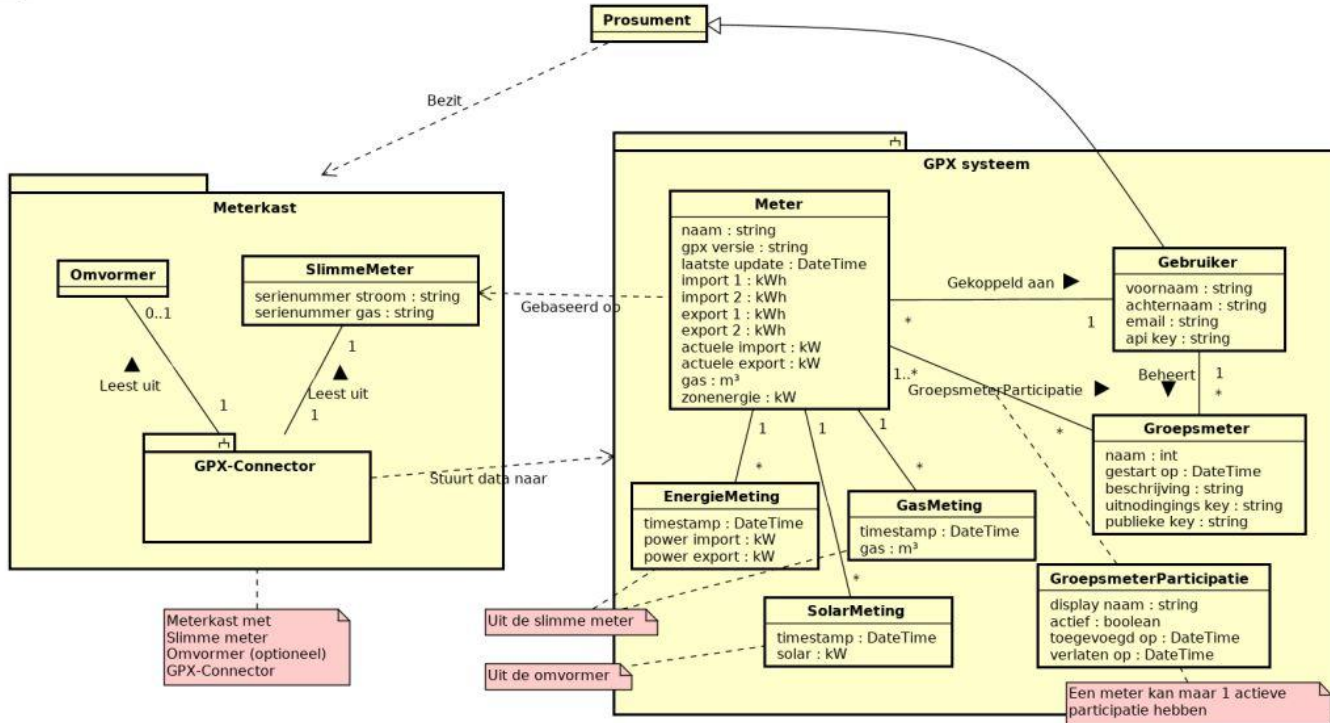 Prosument
Bezit
Meterkast
Omvormer
0..1
SlimmeMeter
serienummer stroom : string
serienummer gas : string
1
Leest uit
1
Leest uit
1
GPX-Connector
Gebaseerd op
Stuurt data naar
Meterkast met
Slimme meter
Omvormer (optioneel)
GPX-Connector
GPX systeem
Meter
naam : string
gpx versie : string
laatste update : DateTime
import 1 : kWh
import 2 : kWh
export 1 : kWh
export 2 : kWh
actuele import : kW
actuele export : kW
gas : m³
zonenergie : kW
Gekoppeld aan
*
1
Gebruiker
voornaam : string
achternaam : string
email : string
api key : string
1..*
GroepsmeterParticipatie
*
Beheert
1
*
Groepsmeter
naam : int
gestart op : DateTime
beschrijving : string
uitnodingings key : string
publieke key : string
1
*
1
*
1
*
EnergieMeting
timestamp : DateTime
power import : kW
power export : kW
GasMeting
timestamp : DateTime
gas : m³
SolarMeting
timestamp : DateTime
solar : kW
GroepsmeterParticipatie
display naam : string
actief : boolean
toegevoegd op : DateTime
verlaten op : DateTime
Uit de slimme meter
Uit de omvormer
Een meter kan maar 1 actieve
participatie hebben